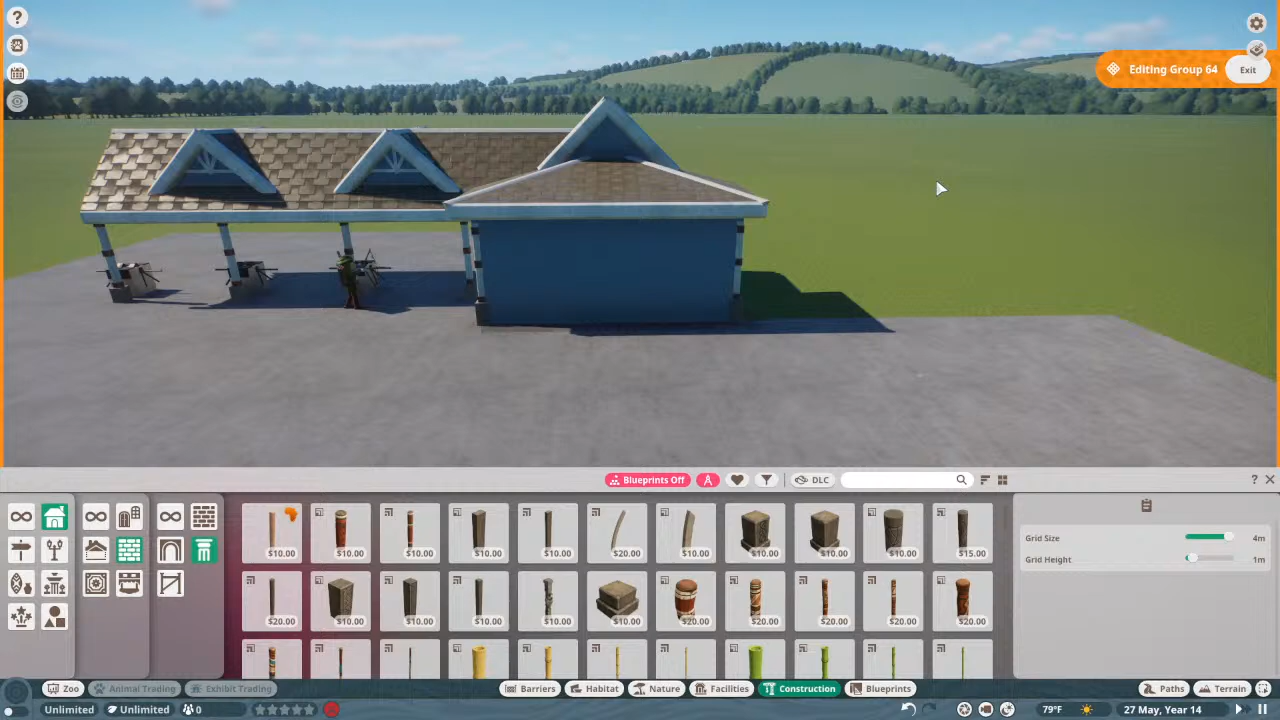 Editing Group 64
Exit
Blueprints Off
DLC
$10.00 $10.00 $10.00 $10.00 $10.00 $20.00 $10.00 $10.00 $10.00 $10.00 $15.00
$20.00 $10.00 $10.00 $10.00 $10.00 $10.00 $20.00 $20.00 $20.00 $20.00 $20.00
Grid Size 4m
Grid Height 1m
Zoo Animal Trading Exhibit Trading Barriers Habitat Nature Facilities Construction Blueprints Paths Terrain
Unlimited Unlimited 0 79°F 27 May, Year 14